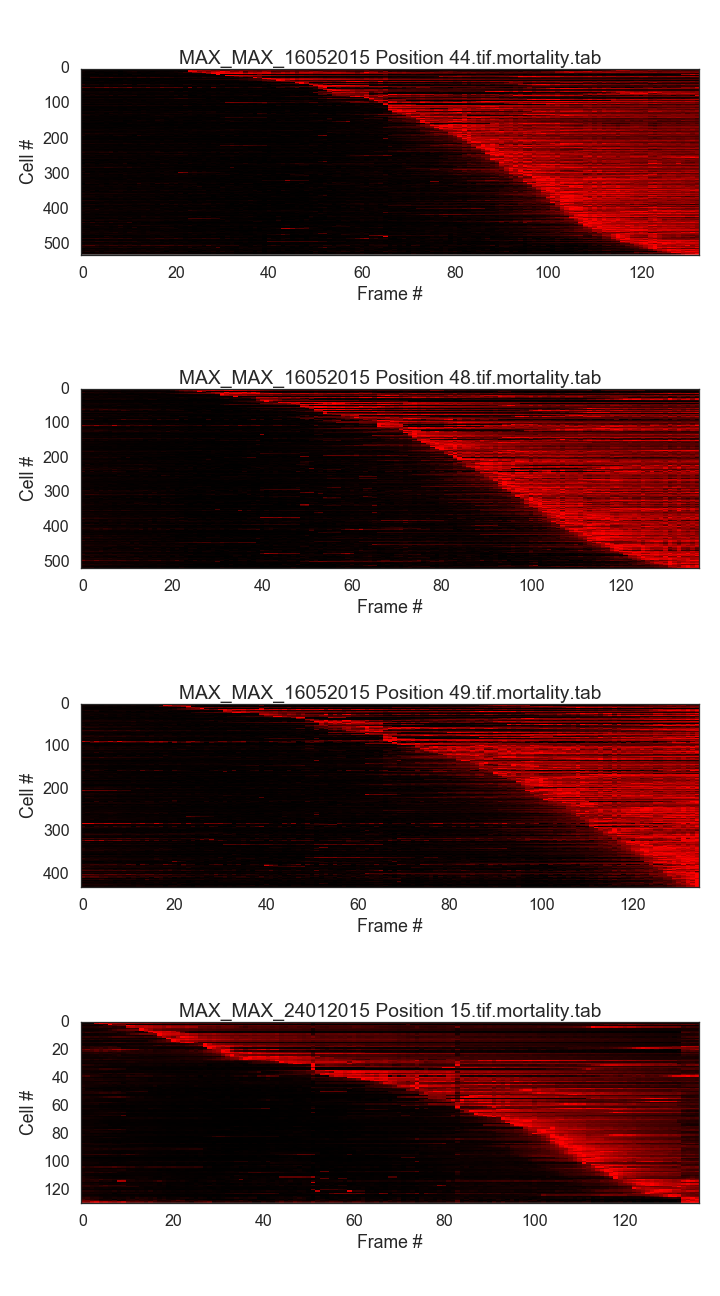 MAX_MAX_16052015 Position 44.tif.mortality.tab
0
100
200
300
400
500
Cell #
0 20 40 60 80 100 120
Frame #
MAX_MAX_16052015 Position 48.tif.mortality.tab
0
100
200
300
400
500
Cell #
0 20 40 60 80 100 120
Frame #
MAX_MAX_16052015 Position 49.tif.mortality.tab
0
100
200
300
400
Cell #
0 20 40 60 80 100 120
Frame #
MAX_MAX_24012015 Position 15.tif.mortality.tab
0
20
40
60
80
100
120
Cell #
0 20 40 60 80 100 120
Frame #